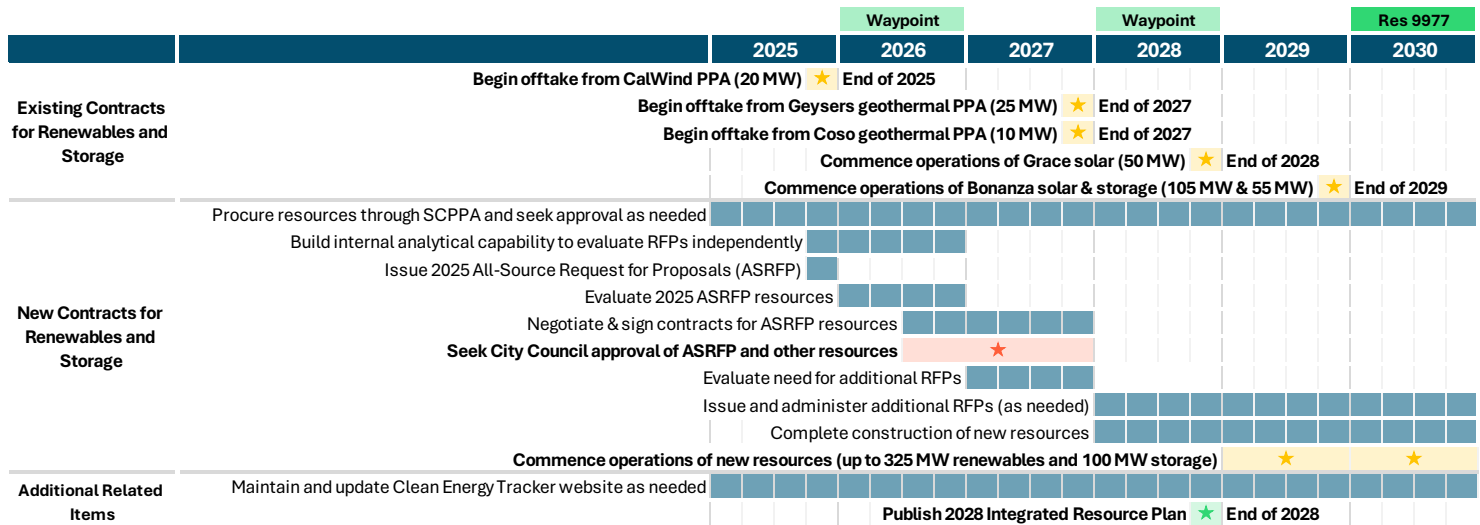 Waypoint Waypoint Res 9977
2025 2026 2027 2028 2029 2030
Existing Contracts
for Renewables and
Storage
Begin offtake from CalWind PPA (20 MW) End of 2025
Begin offtake from Geysers geothermal PPA (25 MW) End of 2027
Begin offtake from Coso geothermal PPA (10 MW) End of 2027
Commence operations of Grace solar (50 MW) End of 2028
Commence operations of Bonanza solar & storage (105 MW & 55 MW) End of 2029
New Contracts for
Renewables and
Storage
Procure resources through SCPPA and seek approval as needed
Build internal analytical capability to evaluate RFPs independently
Issue 2025 All-Source Request for Proposals (ASRFP)
Evaluate 2025 ASRFP resources
Negotiate & sign contracts for ASRFP resources
Seek City Council approval of ASRFP and other resources
Evaluate need for additional RFPs
Issue and administer additional RFPs (as needed)
Complete construction of new resources
Commence operations of new resources (up to 325 MW renewables and 100 MW storage)
Additional Related
Items
Maintain and update Clean Energy Tracker website as needed
Publish 2028 Integrated Resource Plan End of 2028